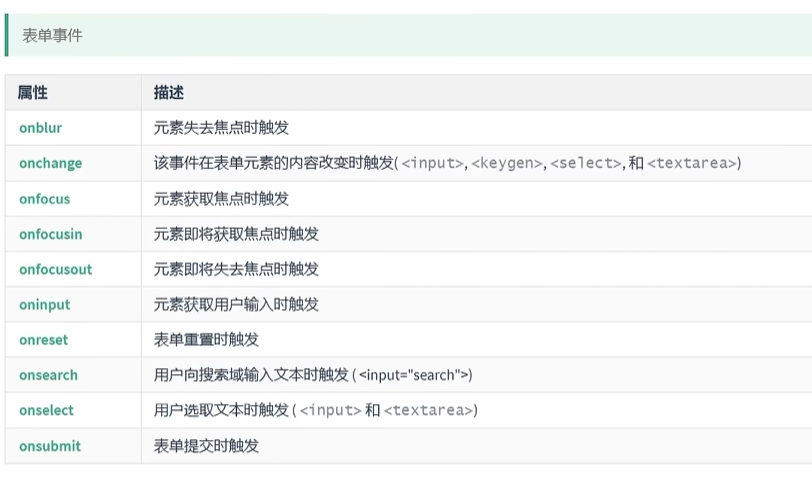 表单事件
属性 描述
onblur 元素失去焦点时触发
onchange 该事件在表单元素的内容改变时触发( <input>, <keygen>, <select>, 和 <textarea>)
onfocus 元素获取焦点时触发
onfocusin 元素即将获取焦点时触发
onfocusout 元素即将失去焦点时触发
oninput 元素获取用户输入时触发
onreset 表单重置时触发
onsearch 用户向搜索域输入文本时触发 ( <input="search">)
onselect 用户选取文本时触发 ( <input> 和 <textarea>)
onsubmit 表单提交时触发